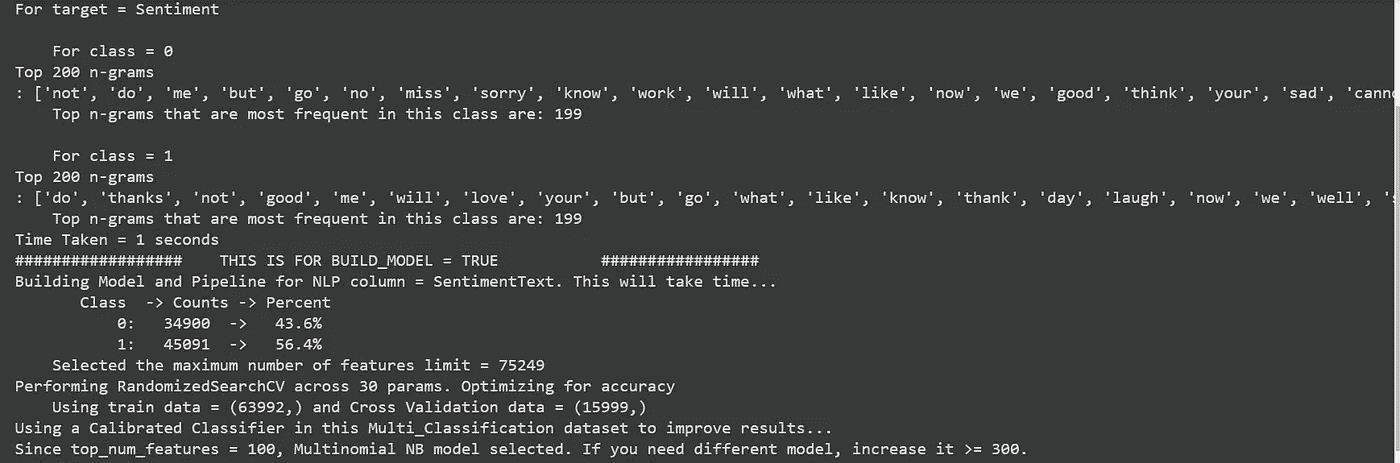 For target = Sentiment
For class = 0
Top 200 n-grams
: ['not', 'do', 'me', 'but', 'go', 'no', 'miss', 'sorry', 'know', 'work', 'will', 'what', 'like', 'now', 'we', 'good', 'think', 'your', 'sad', 'canno
Top n-grams that are most frequent in this class are: 199
For class = 1
Top 200 n-grams
: ['do', 'thanks', 'not', 'good', 'me', 'will', 'love', 'your', 'but', 'go', 'what', 'like', 'know', 'thank', 'day', 'laugh', 'now', 'we', 'well', 's
Top n-grams that are most frequent in this class are: 199
Time Taken = 1 seconds
################## THIS IS FOR BUILD_MODEL = TRUE #################
Building Model and Pipeline for NLP column = SentimentText. This will take time...
Class -> Counts -> Percent
0: 34900 -> 43.6%
1: 45091 -> 56.4%
Selected the maximum number of features limit = 75249
Performing RandomizedSearchCV across 30 params. Optimizing for accuracy
Using train data = (63992,) and Cross Validation data = (15999,)
Using a Calibrated Classifier in this Multi_Classification dataset to improve results...
Since top_num_features = 100, Multinomial NB model selected. If you need different model, increase it >= 300.